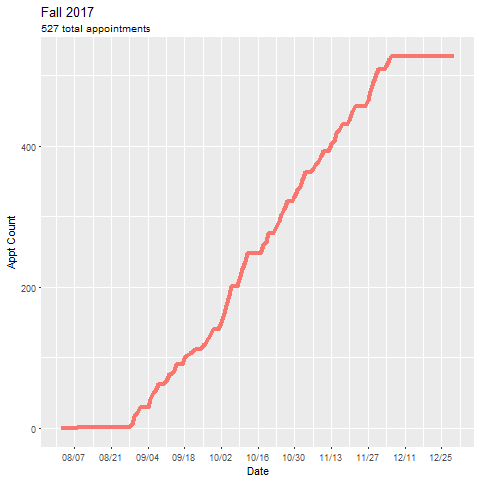 Fall 2017
527 total appointments
Appt Count
400
200
0
08/07 08/21 09/04 09/18 10/02 10/16 10/30 11/13 11/27 12/11 12/25
Date